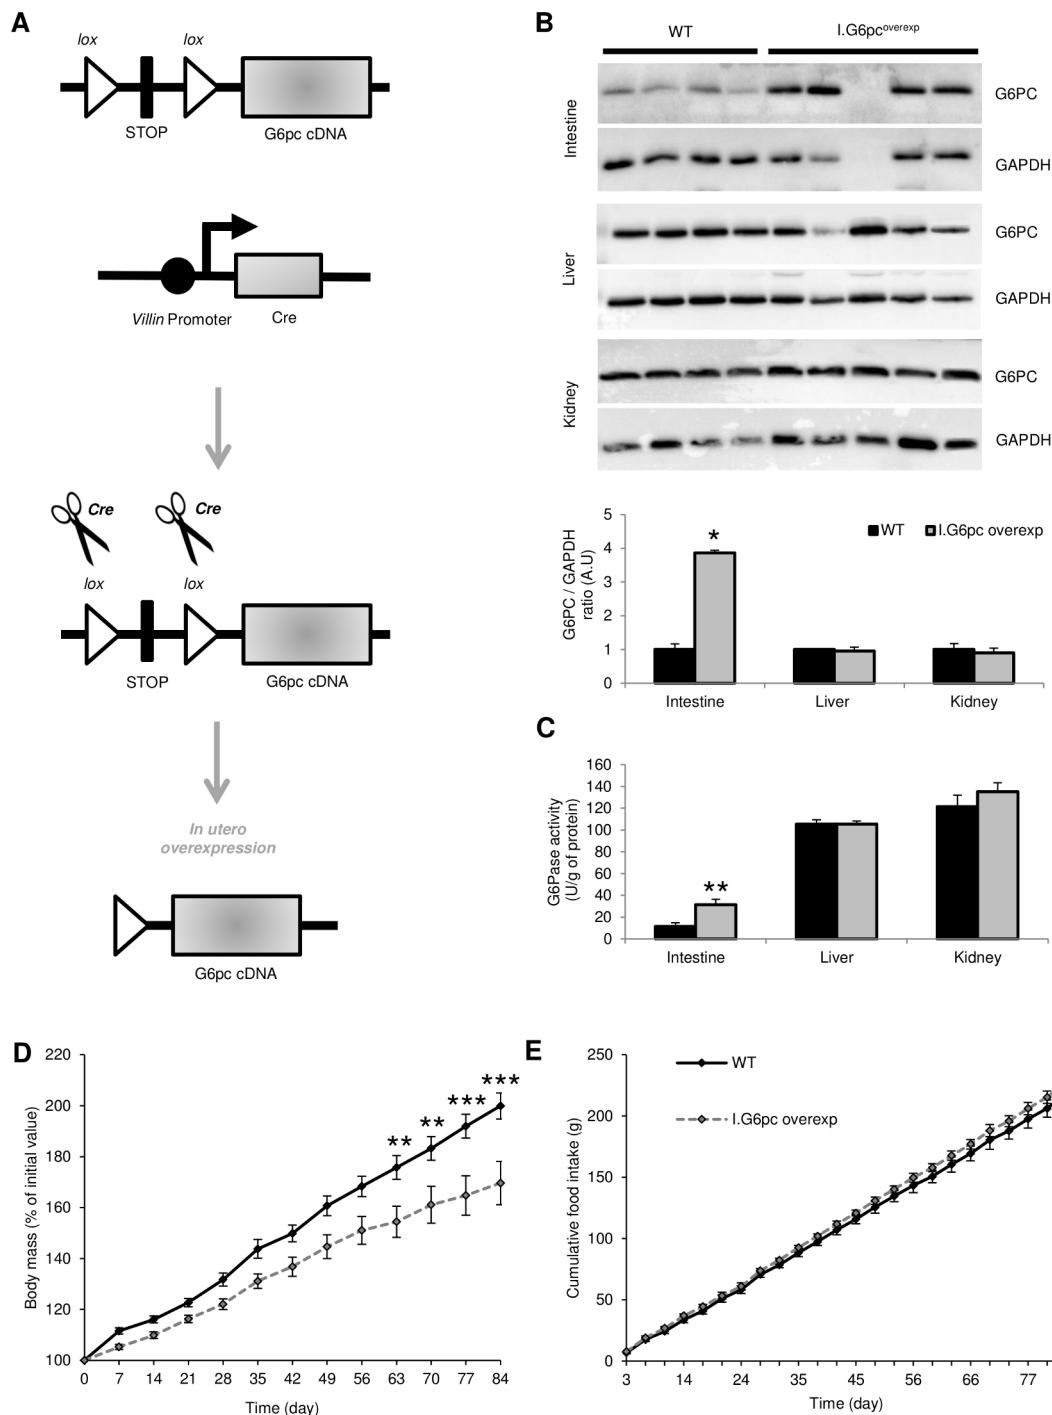 A
lox
lox
STOP
G6pc cDNA
Villin Promoter
Cre
Cre
Cre
lox
lox
STOP
G6pc cDNA
In utero
overexpression
G6pc cDNA
B
WT
I.G6pcoverexp
Intestine
G6PC
GAPDH
Liver
G6PC
GAPDH
Kidney
G6PC
GAPDH
G6PC / GAPDH
ratio (A.U)
5
4
3
2
1
0
*
WT
I.G6pc overexp
Intestine
Liver
Kidney
C
G6Pase activity
(U/g of protein)
160
140
120
100
80
60
40
20
0
**
Intestine
Liver
Kidney
D
Body mass (% of initial value)
220
200
180
160
140
120
100
**
**
***
***
0 7 14 21 28 35 42 49 56 63 70 77 84
Time (day)
E
Cumulative food intake (g)
250
200
150
100
50
0
WT
I.G6pc overexp
3 14 24 35 45 56 66 77
Time (day)